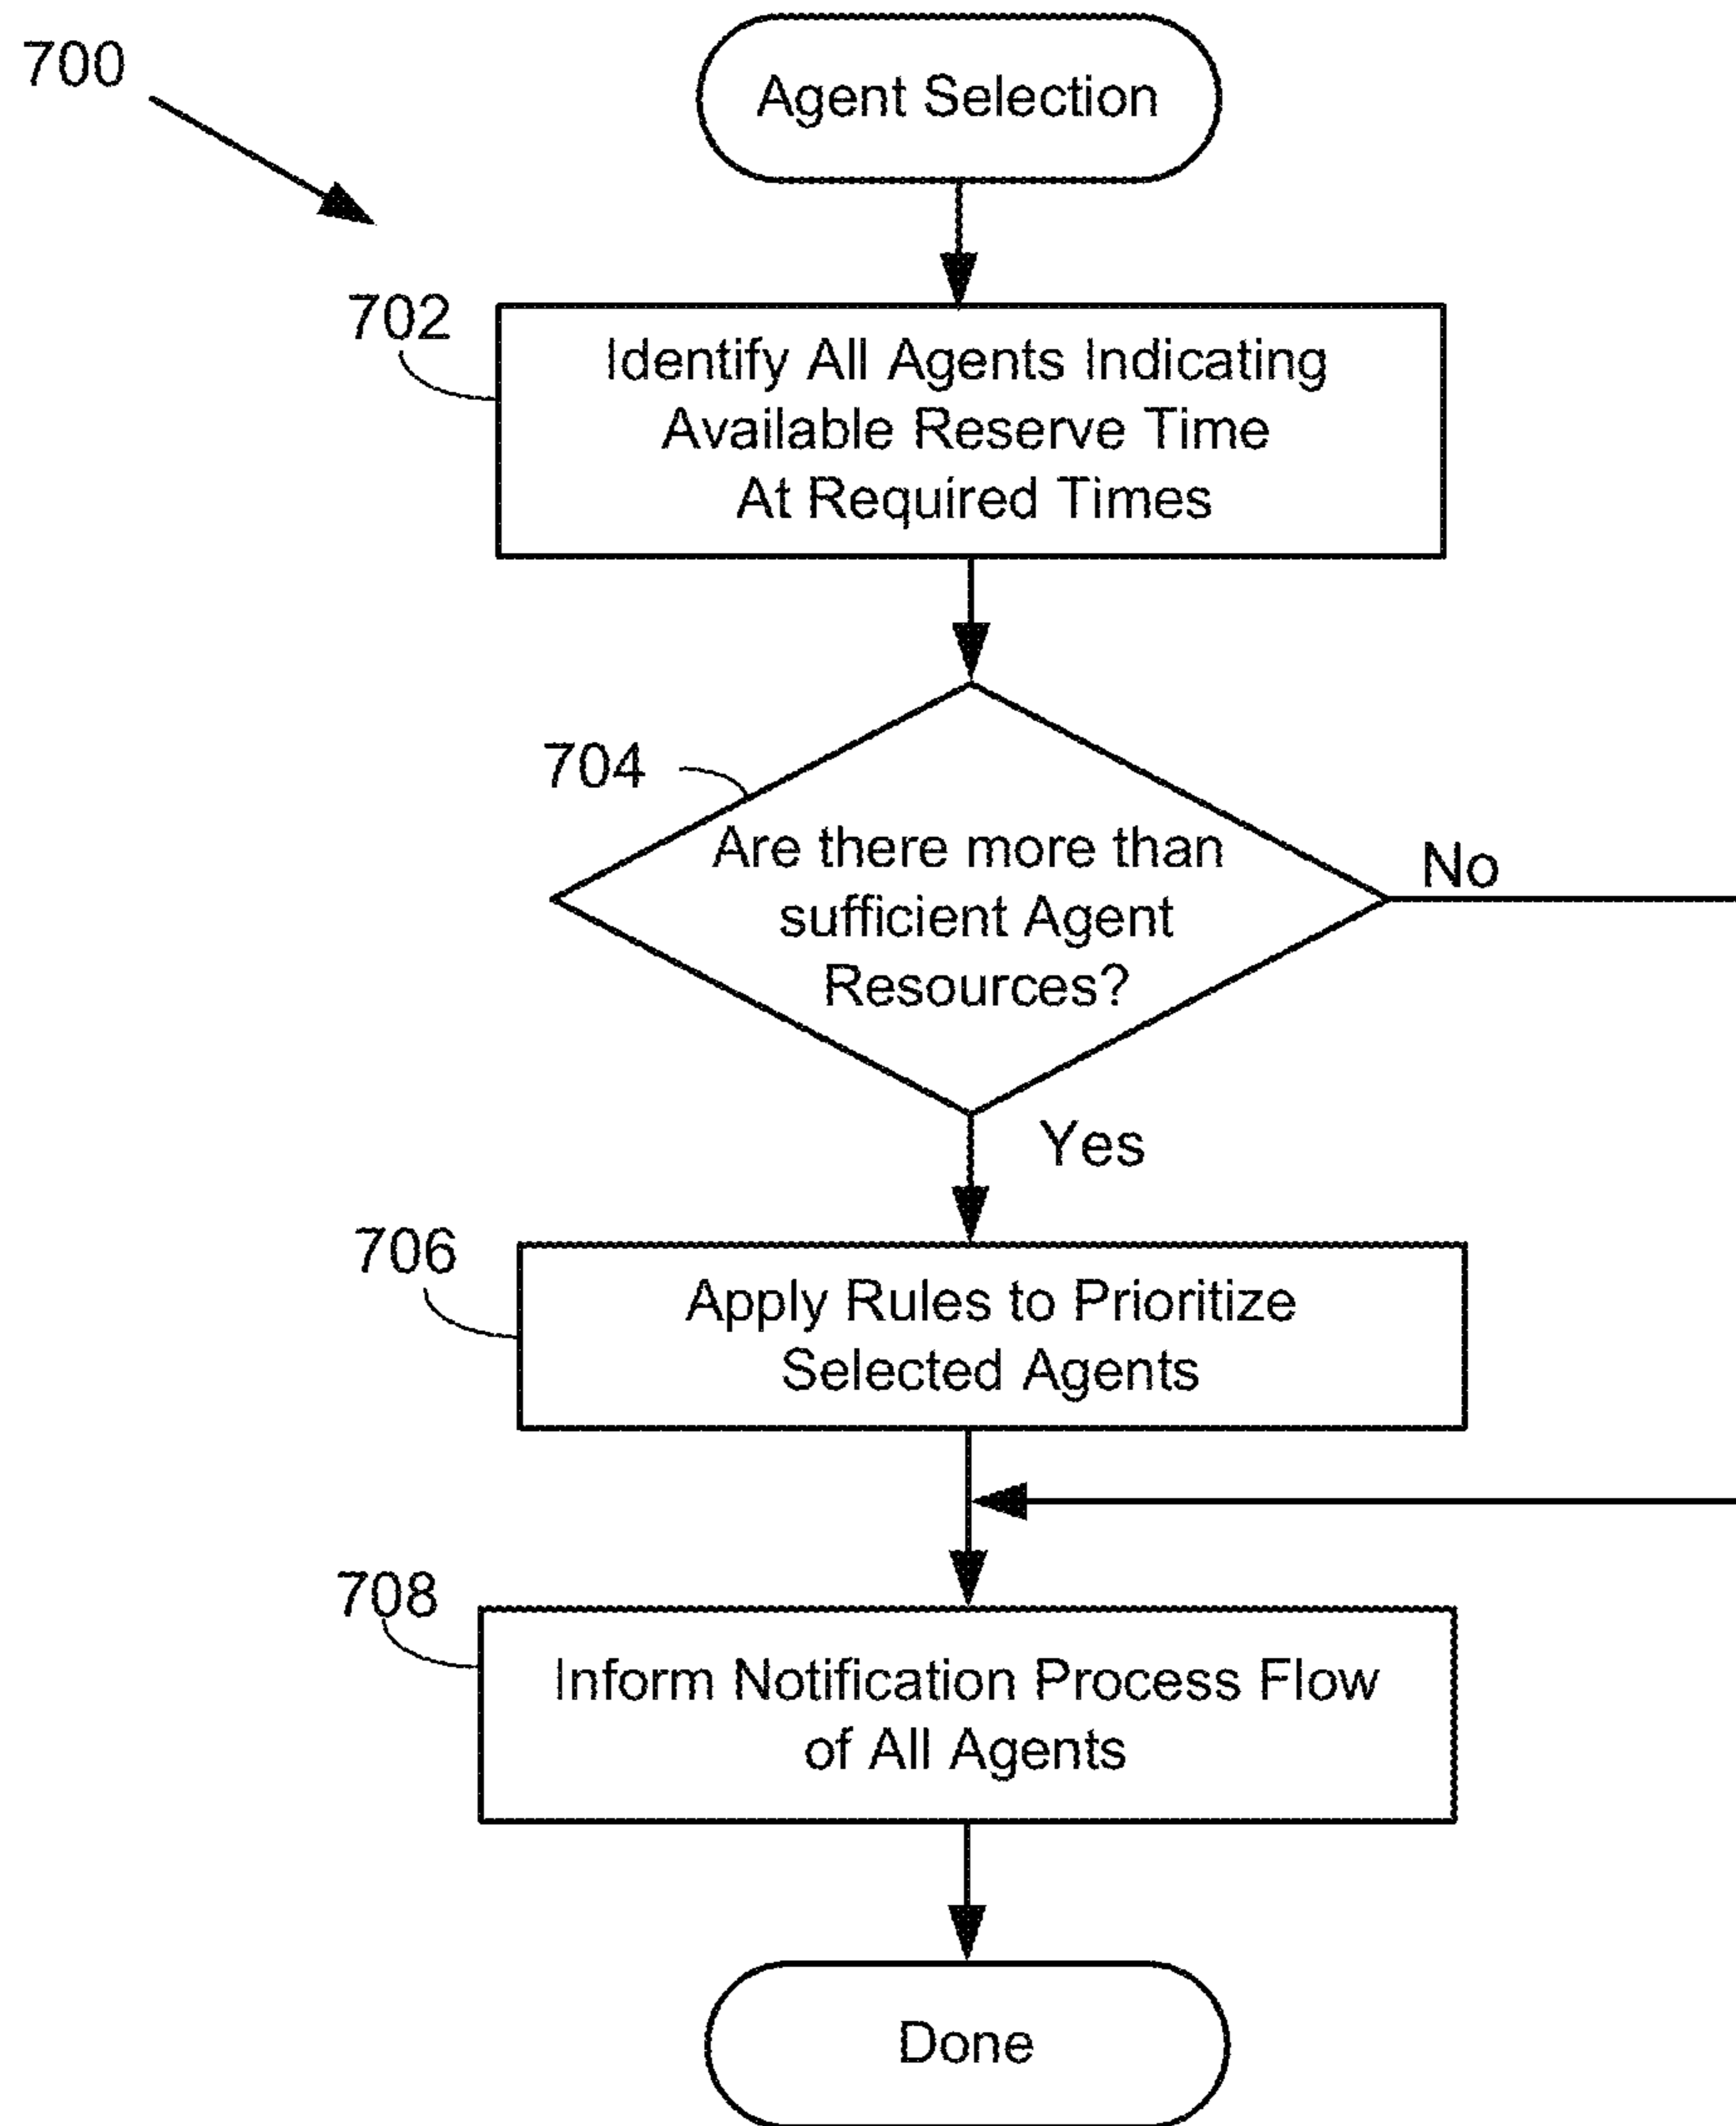 700
Agent Selection
702
Identify All Agents Indicating
Available Reserve Time
At Required Times
704
Are there more than
sufficient Agent
Resources?
No
Yes
706
Apply Rules to Prioritize
Selected Agents
708
Inform Notification Process Flow
of All Agents
Done